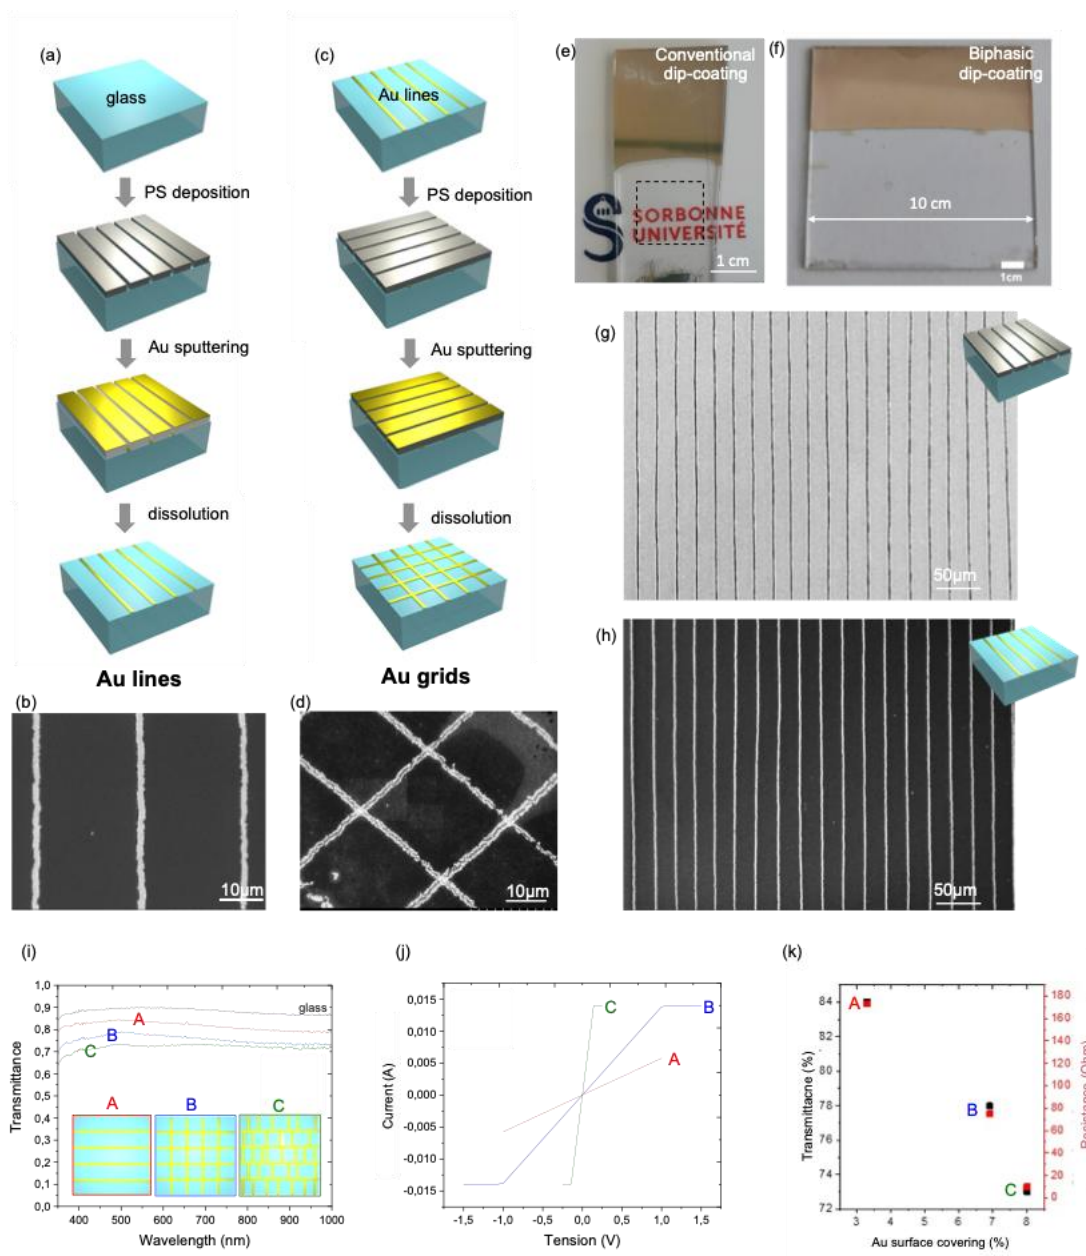 (a)
glass
PS deposition
Au sputtering
dissolution
Au lines
(b)
10μm
(c)
Au lines
PS deposition
Au sputtering
dissolution
Au grids
(d)
10μm
(e)
Conventional
dip-coating
SORBONNE
UNIVERSITÉ
1 cm
(f)
Biphasic
dip-coating
10 cm
1cm
(g)
50μm
(h)
50μm
(i)
Transmittance
1,0
0,9
0,8
0,7
0,6
0,5
0,4
0,3
0,2
0,1
0,0
glass
A
B
C
A
B
C
400
500
600
700
800
900
1000
Wavelength (nm)
(j)
Current (A)
0,015
0,010
0,005
0,000
-0,005
-0,010
-0,015
C
B
A
-1,5
-1,0
-0,5
0,0
0,5
1,0
1,5
Tension (V)
(k)
Transmittacne (%)
84
82
80
78
76
74
72
A
B
C
180
160
140
120
100
80
60
40
20
0
Resistance (Ohm)
3
4
5
6
7
8
Au surface covering (%)